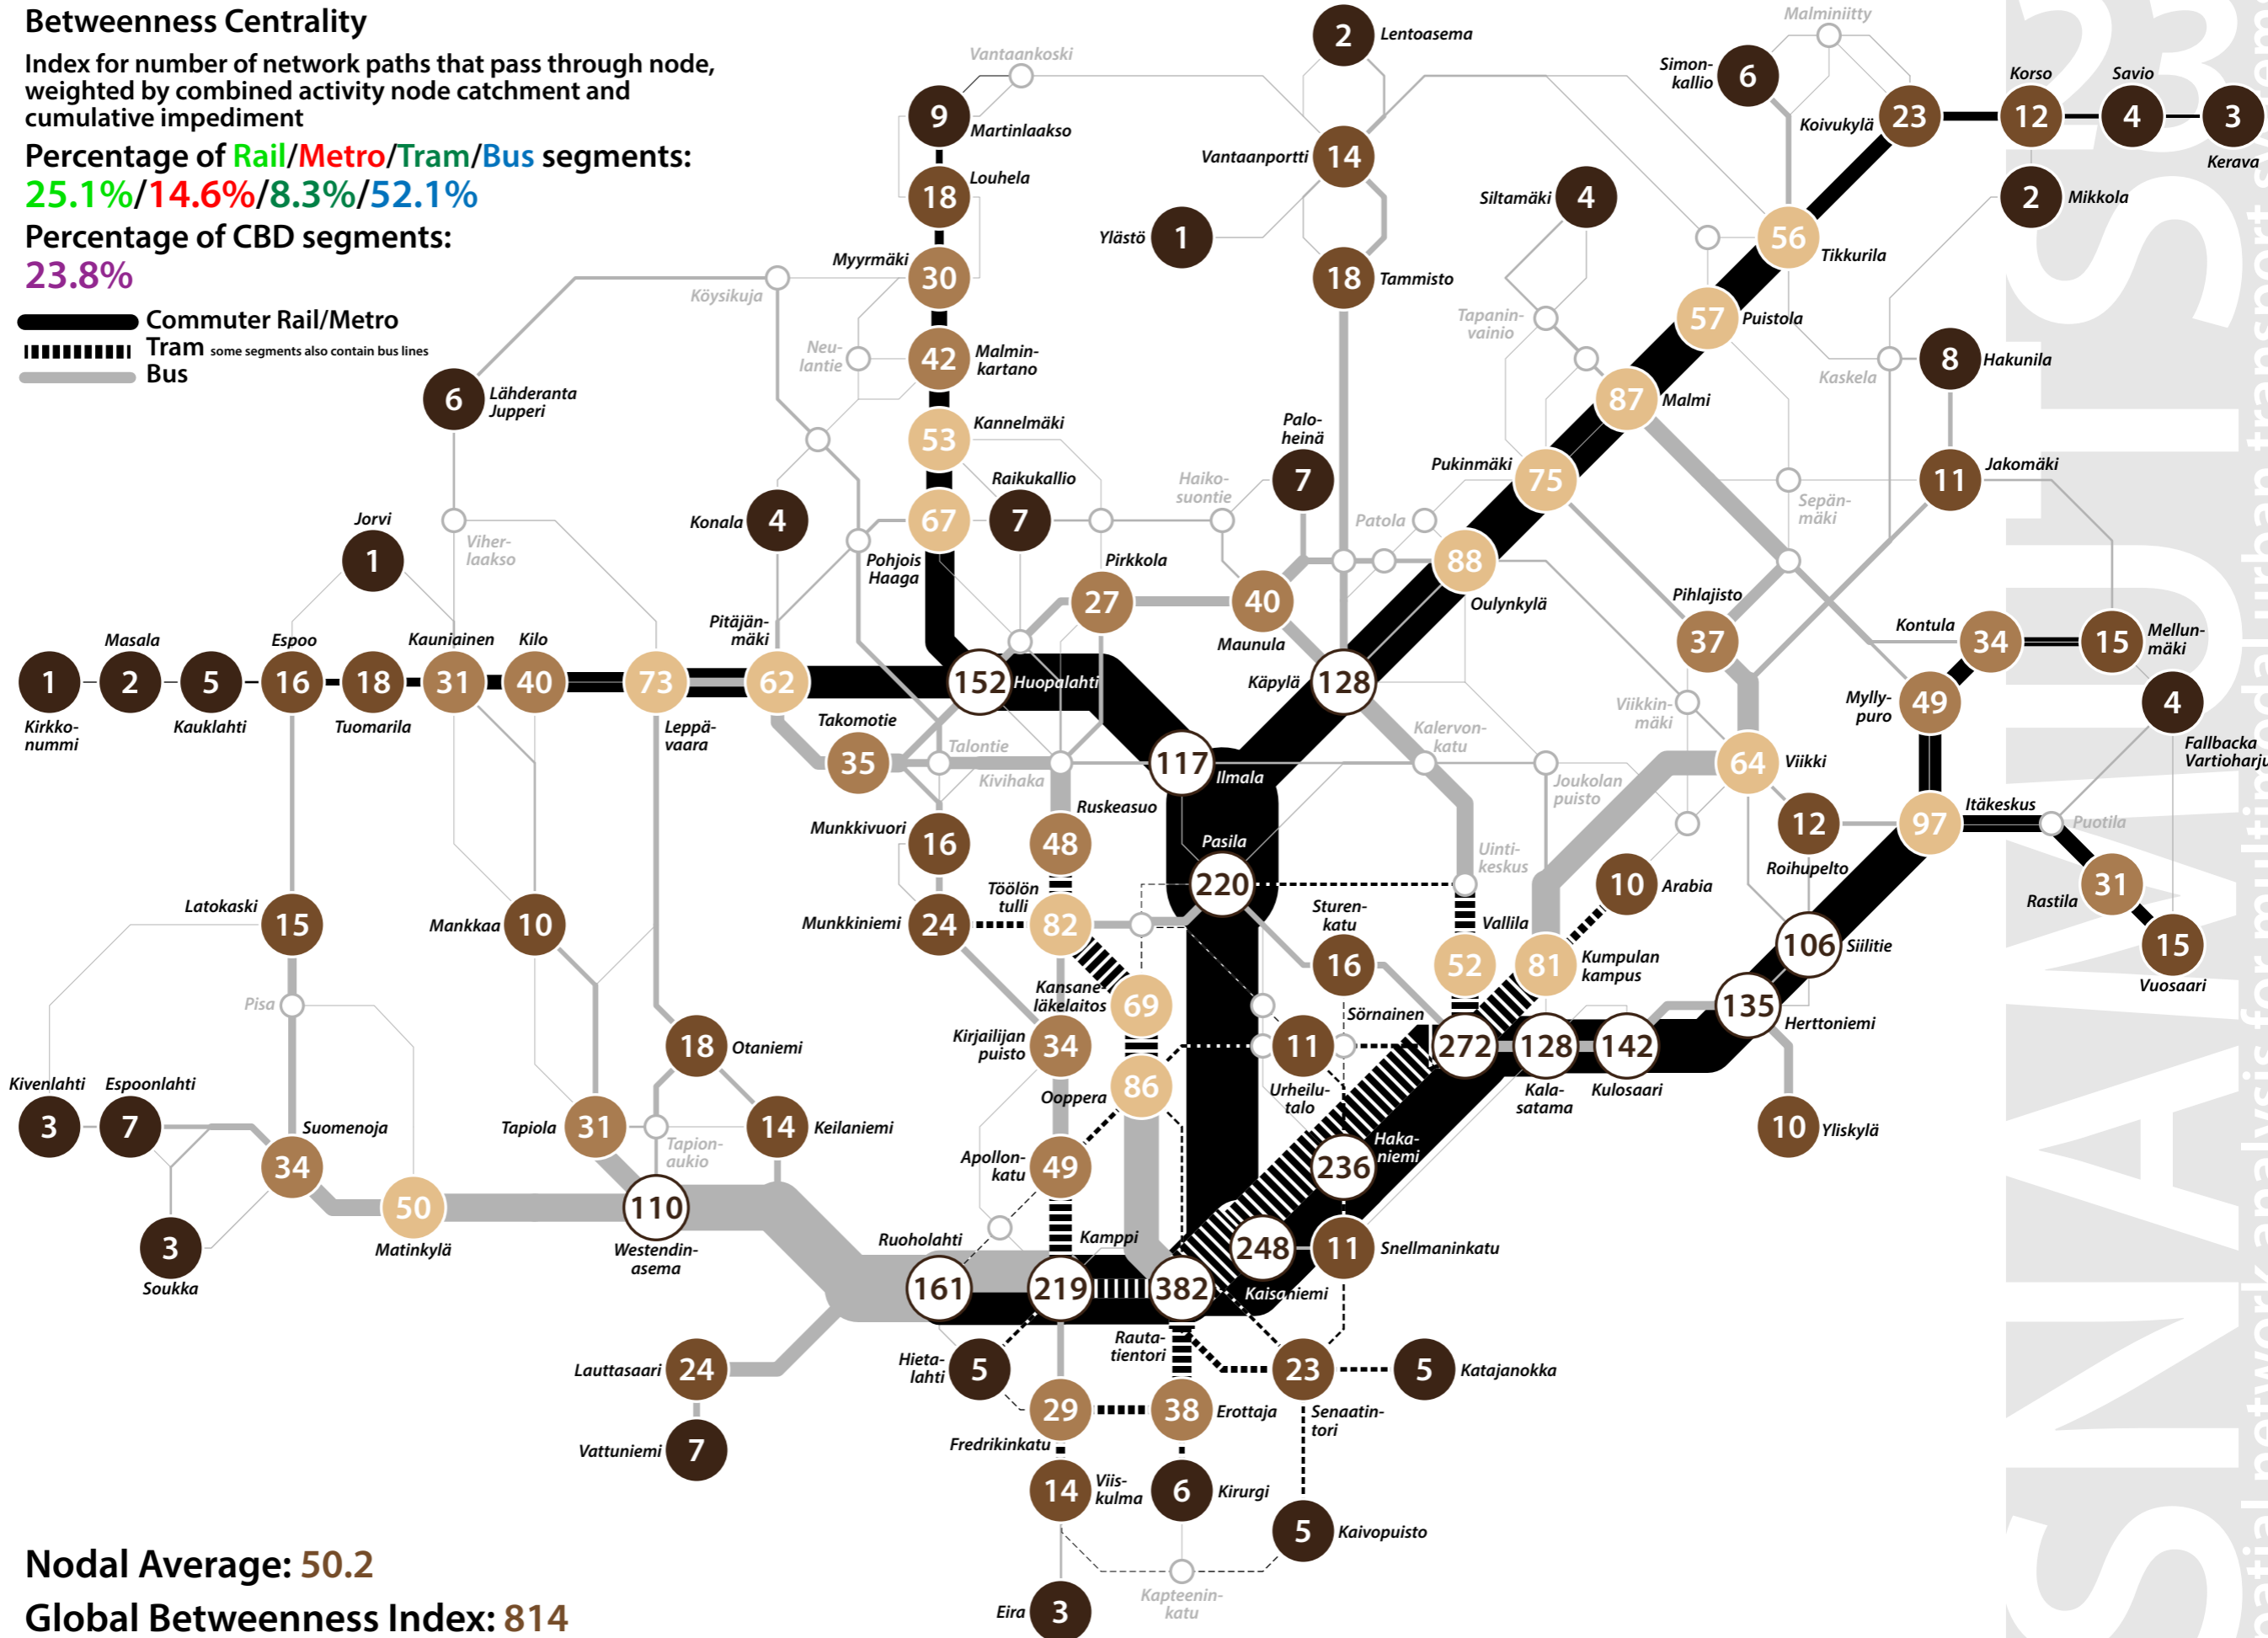 Betweenness Centrality
Index for number of network paths that pass through node,
weighted by combined activity node catchment and
cumulative impediment
Percentage of Rail/Metro/Tram/Bus segments:
25.1%/14.6%/8.3%/52.1%
Percentage of CBD segments:
23.8%
Commuter Rail/Metro
Tram some segments also contain bus lines
Bus
2 Lentoasema
Malminiitty
Vantaankoski
6 Simon-
kallio
9 Martinlaakso
Koivukylä 23
12 Korso
4 Savio
3 Kerava
Vantaanportti 14
18 Louhela
Siltamäki 4
2 Mikkola
Ylästö 1
56 Tikkurila
Myyrmäki 30
18 Tammisto
Köysikuja
57 Puistola
Tapanin-
vainio
Neu-
lantie
42 Malmin-
kartano
Kaskela
8 Hakunila
6 Lähderanta
Jupperi
87 Malmi
53 Kannelmäki
Palo-
heinä
7
Pukinmäki 75
11 Jakomäki
Sepän-
mäki
Haiko-
suontie
Raikukallio
7
Konala 4
67 Pohjois
Haaga
Patola
Jorvi
1
Viher-
laakso
88 Oulynkylä
Pirkkola
27
40 Maunula
Pihlajisto
37
Kontula 34
15 Mellun-
mäki
1 Kirkko-
nummi
Masala
2
5 Kauklahti
Espoo
16
18 Tuomarila
Kauniainen
31
Kilo
40
73 Leppä-
vaara
Pitäjän-
mäki
62
152 Huopalahti
Käpylä 128
Viikkin-
mäki
Mylly-
puro
49
4 Fallbacka
Vartioharju
Takomotie
35
Talontie
Kivihaka
117 Ilmala
Kalervon-
katu
Joukolan
puisto
64 Viikki
12 Roihupelto
97 Itäkeskus
Puotila
Munkkivuori 16
48 Ruskeasuo
Pasila
220
Uinti-
keskus
10 Arabia
Rastila 31
Latokaski 15
Mankkaa 10
Munkkiniemi 24
Töölön
tulli
82
Sturen-
katu
16
Vallila
52
81 Kumpulan
kampus
106 Siilitie
15 Vuosaari
Pisa
Kansane
läkelaitos
69
135 Herttoniemi
18 Otaniemi
Kirjailijan
puisto
34
11 Urheilu-
talo
Sörnainen
272
128 Kala-
satama
142 Kulosaari
Kivenlahti
3
Espoonlahti
7
34 Suomenoja
Tapiola 31
Tapion-
aukio
14 Keilaniemi
Ooppera 86
10 Yliskylä
Apollon-
katu
49
236 Haka-
niemi
50 Matinkylä
110 Westendin-
asema
3 Soukka
Ruoholahti
161
Kamppi
219
382 Rauta-
tientori
248 Kaisaniemi
11 Snellmaninkatu
Lauttasaari 24
Hieta-
lahti
5
23 Senaatin-
tori
5 Katajanokka
29 Fredrikinkatu
38 Erottaja
Vattuniemi 7
14 Viis-
kulma
6 Kirurgi
5 Kaivopuisto
Nodal Average: 50.2
Kapteenin-
katu
Eira 3
Global Betweenness Index: 814